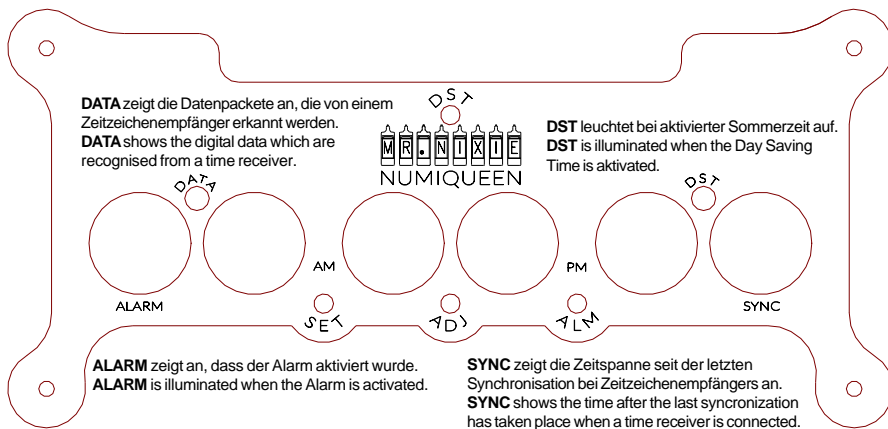 DST
DATA zeigt die Datenpackete an, die von einem
Zeitzeichenempfänger erkannt werden.
DATA shows the digital data which are
recognised from a time receiver.
MR.NIXIE
NUMIQUEEN
DST leuchtet bei aktivierter Sommerzeit auf.
DST is illuminated when the Day Saving
Time is activated.
DATA
DST
AM
PM
ALARM
SYNC
SET
ADJ
ALM
ALARM zeigt an, dass der Alarm aktiviert wurde.
ALARM is illuminated when the Alarm is activated.
SYNC zeigt die Zeitspanne seit der letzten
Synchronisation bei Zeitzeichenempfängers an.
SYNC shows the time after the last syncronization
has taken place when a time receiver is connected.